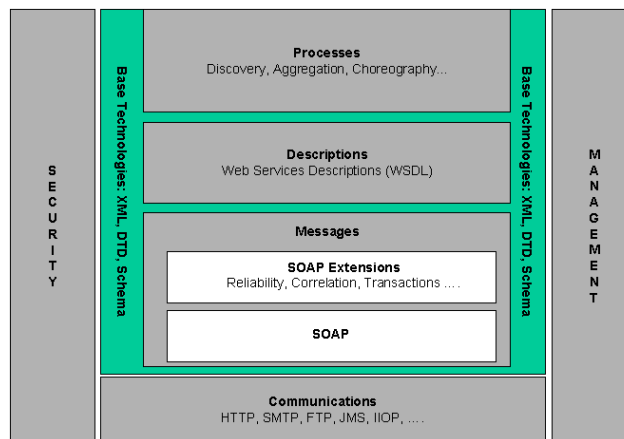 Processes
Discovery, Aggregation, Choreography...
Base Technologies: XML, DTD, Schema
Base Technologies: XML, DTD, Schema
Descriptions
Web Services Descriptions (WSDL)
SECURITY
MANAGEMENT
Messages
SOAP Extensions
Reliability, Correlation, Transactions ....
SOAP
Communications
HTTP, SMTP, FTP, JMS, IIOP, ....